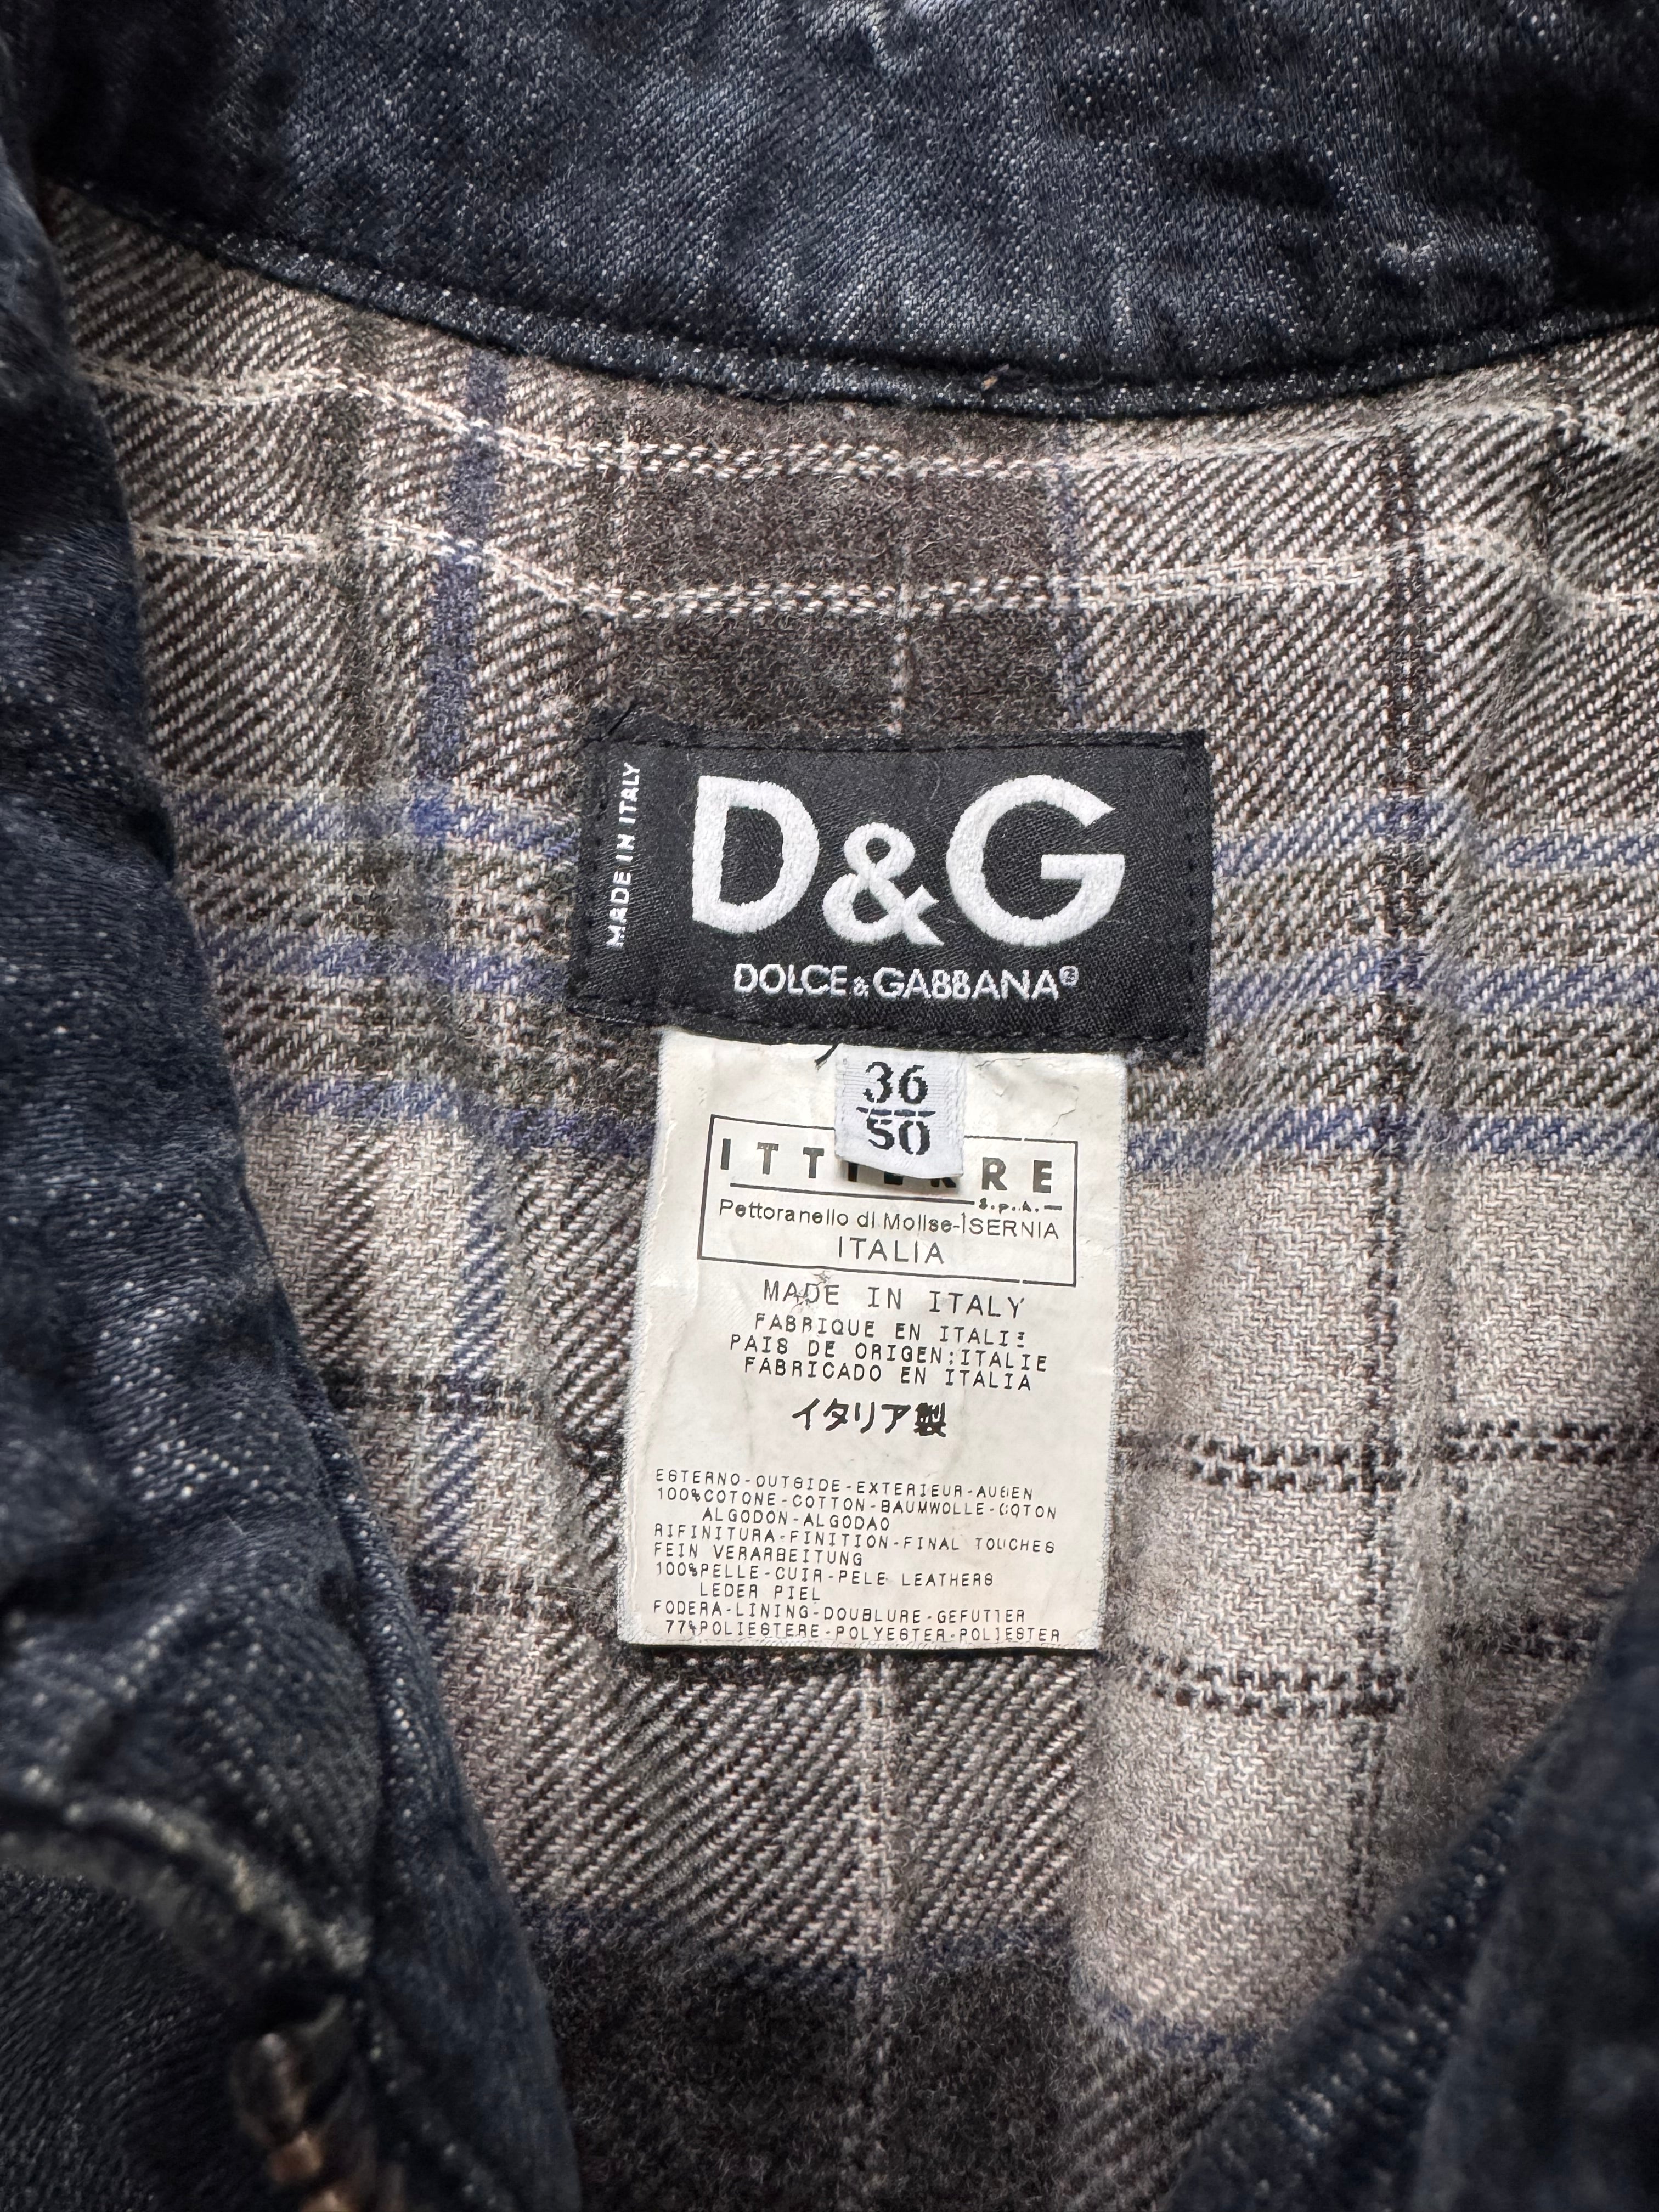 MADE IN ITALY
D&G
DOLCE & GABBANA®
36
50
ITTIERRE
S.p.A.
Pettoranello di Molise-ISERNIA
ITALIA
MADE IN ITALY
FABRIQUE EN ITALIE
PAIS DE ORIGEN:ITALIE
FABRICADO EN ITALIA
イタリア製
ESTERNO-OUTSIDE-EXTERIEUR-AUßEN
100%COTONE-COTTON-BAUMWOLLE-COTON
ALGODON-ALGODAO
RIFINITURA-FINITION-FINAL TOUCHES
FEIN VERARBEITUNG
100%PELLE-CUIR-PELE LEATHERS
LEDER PIEL
FODERA-LINING-DOUBLURE-GEFUTTER
77%POLIESTERE-POLYESTER-POLIESTER